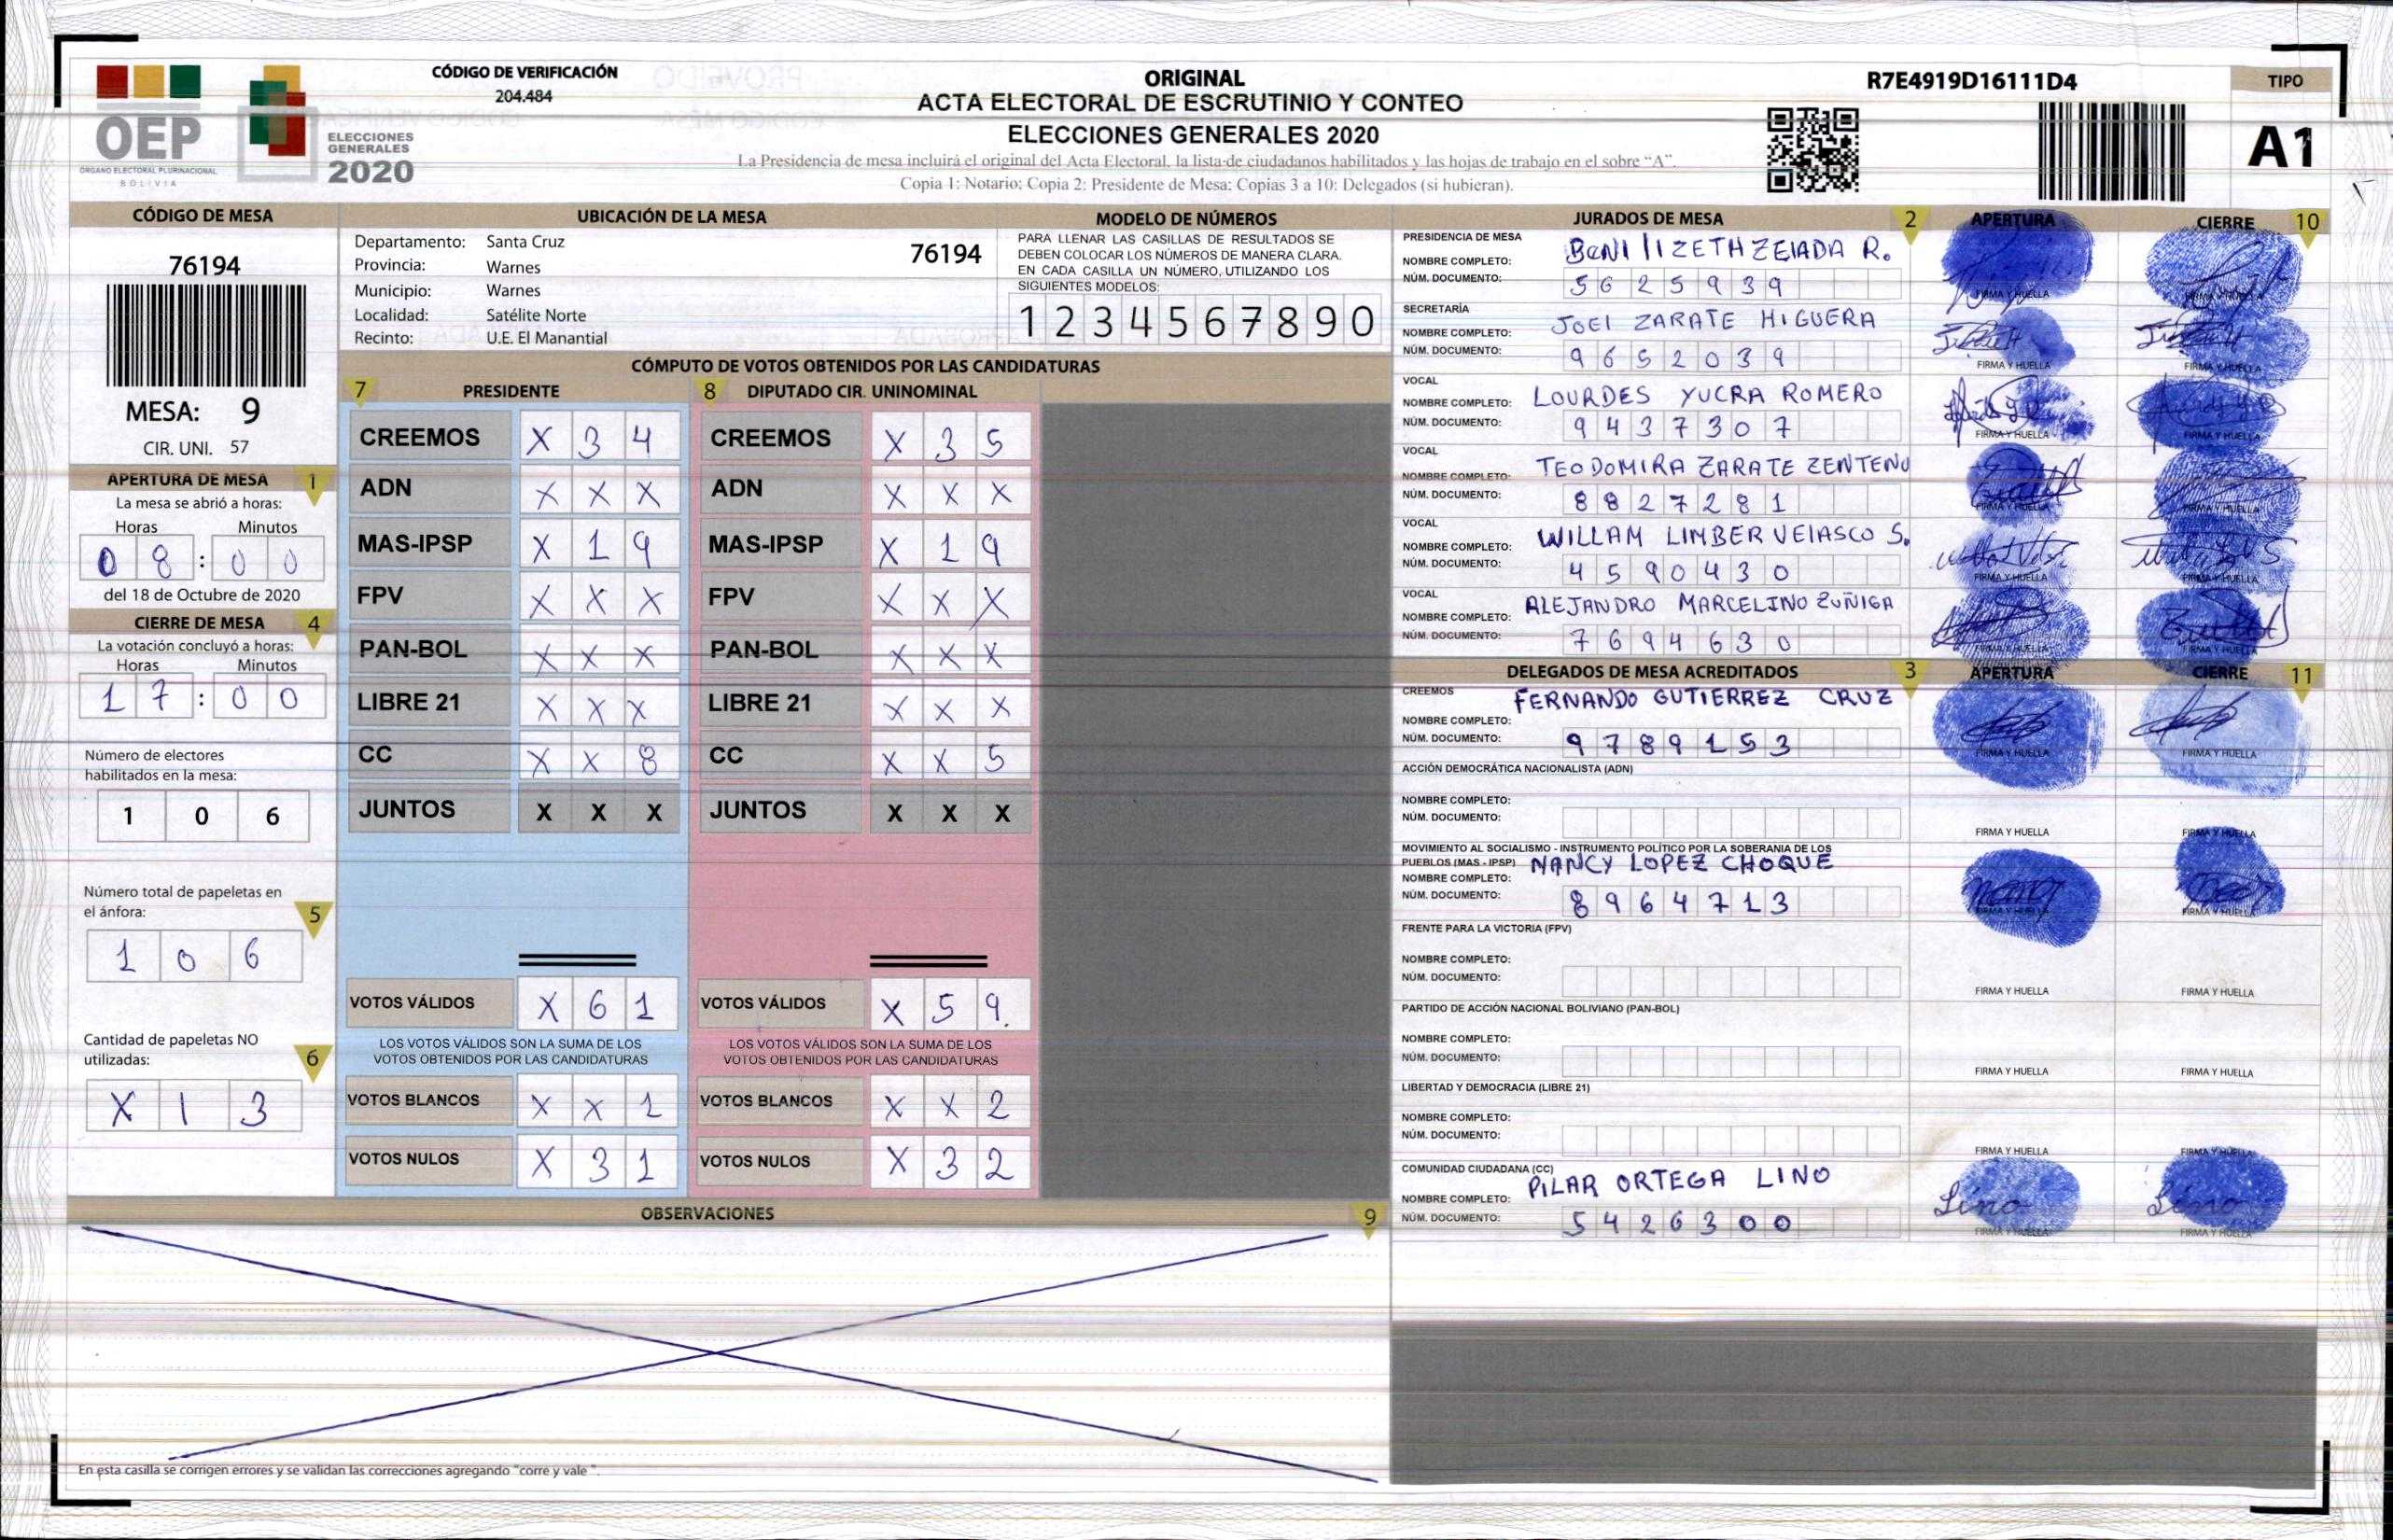 OEP
ÓRGANO ELECTORAL PLURINACIONAL
BOLIVIA
ELECCIONES
GENERALES
2020
CÓDIGO DE VERIFICACIÓN
204.484
ORIGINAL
ACTA ELECTORAL DE ESCRUTINIO Y CONTEO
ELECCIONES GENERALES 2020
La Presidencia de mesa incluirá el original del Acta Electoral, la lista de ciudadanos habilitados y las hojas de trabajo en el sobre “A”.
Copia 1: Notario; Copia 2: Presidente de Mesa; Copias 3 a 10: Delegados (si hubieran).
R7E4919D16111D4
TIPO
A1
CÓDIGO DE MESA
76194
MESA: 9
CIR. UNI. 57
APERTURA DE MESA 1
La mesa se abrió a horas:
Horas Minutos
0 8 : 0 0
del 18 de Octubre de 2020
CIERRE DE MESA 4
La votación concluyó a horas:
Horas Minutos
1 7 : 0 0
Número de electores
habilitados en la mesa:
1 0 6
Número total de papeletas en
el ánfora: 5
1 0 6
Cantidad de papeletas NO
utilizadas: 6
X 1 3
UBICACIÓN DE LA MESA
Departamento: Santa Cruz 76194
Provincia: Warnes
Municipio: Warnes
Localidad: Satélite Norte
Recinto: U.E. El Manantial
MODELO DE NÚMEROS
PARA LLENAR LAS CASILLAS DE RESULTADOS SE
DEBEN COLOCAR LOS NÚMEROS DE MANERA CLARA.
EN CADA CASILLA UN NÚMERO, UTILIZANDO LOS
SIGUIENTES MODELOS:
1 2 3 4 5 6 7 8 9 0
CÓMPUTO DE VOTOS OBTENIDOS POR LAS CANDIDATURAS
7 PRESIDENTE 8 DIPUTADO CIR. UNINOMINAL
CREEMOS X 3 4 CREEMOS X 3 5
ADN X X X ADN X X X
MAS-IPSP X 1 9 MAS-IPSP X 1 9
FPV X X X FPV X X X
PAN-BOL X X X PAN-BOL X X X
LIBRE 21 X X X LIBRE 21 X X X
CC X X 8 CC X X 5
JUNTOS X X X JUNTOS X X X
VOTOS VÁLIDOS X 6 1 VOTOS VÁLIDOS X 5 9.
LOS VOTOS VÁLIDOS SON LA SUMA DE LOS LOS VOTOS VÁLIDOS SON LA SUMA DE LOS
VOTOS OBTENIDOS POR LAS CANDIDATURAS VOTOS OBTENIDOS POR LAS CANDIDATURAS
VOTOS BLANCOS X X 1 VOTOS BLANCOS X X 2
VOTOS NULOS X 3 1 VOTOS NULOS X 3 2
OBSERVACIONES 9
En esta casilla se corrigen errores y se validan las correcciones agregando "corre y vale".
JURADOS DE MESA 2 APERTURA CIERRE 10
PRESIDENCIA DE MESA
NOMBRE COMPLETO: BENI LIZETH ZELADA R.
NÚM. DOCUMENTO: 5 6 2 5 9 3 9
FIRMA Y HUELLA FIRMA Y HUELLA
SECRETARÍA
NOMBRE COMPLETO: JOEL ZARATE HIGUERA
NÚM. DOCUMENTO: 9 6 5 2 0 3 9
FIRMA Y HUELLA FIRMA Y HUELLA
VOCAL
NOMBRE COMPLETO: LOURDES YUCRA ROMERO
NÚM. DOCUMENTO: 9 4 3 7 3 0 7
FIRMA Y HUELLA FIRMA Y HUELLA
VOCAL
NOMBRE COMPLETO: TEODOMIRA ZARATE ZENTENO
NÚM. DOCUMENTO: 8 8 2 7 2 8 1
FIRMA Y HUELLA FIRMA Y HUELLA
VOCAL
NOMBRE COMPLETO: WILLAM LIMBER VELASCO S.
NÚM. DOCUMENTO: 4 5 9 0 4 3 0
FIRMA Y HUELLA FIRMA Y HUELLA
VOCAL
NOMBRE COMPLETO: ALEJANDRO MARCELINO ZUÑIGA
NÚM. DOCUMENTO: 7 6 9 4 6 3 0
FIRMA Y HUELLA FIRMA Y HUELLA
DELEGADOS DE MESA ACREDITADOS 3 APERTURA CIERRE 11
CREEMOS
NOMBRE COMPLETO: FERNANDO GUTIERREZ CRUZ
NÚM. DOCUMENTO: 9 7 8 9 1 5 3
FIRMA Y HUELLA FIRMA Y HUELLA
ACCIÓN DEMOCRÁTICA NACIONALISTA (ADN)
NOMBRE COMPLETO:
NÚM. DOCUMENTO:
FIRMA Y HUELLA FIRMA Y HUELLA
MOVIMIENTO AL SOCIALISMO - INSTRUMENTO POLÍTICO POR LA SOBERANIA DE LOS
PUEBLOS (MAS - IPSP)
NOMBRE COMPLETO: NANCY LOPEZ CHOQUE
NÚM. DOCUMENTO: 8 9 6 4 7 1 3
FIRMA Y HUELLA FIRMA Y HUELLA
FRENTE PARA LA VICTORIA (FPV)
NOMBRE COMPLETO:
NÚM. DOCUMENTO:
FIRMA Y HUELLA FIRMA Y HUELLA
PARTIDO DE ACCIÓN NACIONAL BOLIVIANO (PAN-BOL)
NOMBRE COMPLETO:
NÚM. DOCUMENTO:
FIRMA Y HUELLA FIRMA Y HUELLA
LIBERTAD Y DEMOCRACIA (LIBRE 21)
NOMBRE COMPLETO:
NÚM. DOCUMENTO:
FIRMA Y HUELLA FIRMA Y HUELLA
COMUNIDAD CIUDADANA (CC)
NOMBRE COMPLETO: PILAR ORTEGA LINO
NÚM. DOCUMENTO: 5 4 2 6 3 0 0
Lino Lino
FIRMA Y HUELLA FIRMA Y HUELLA